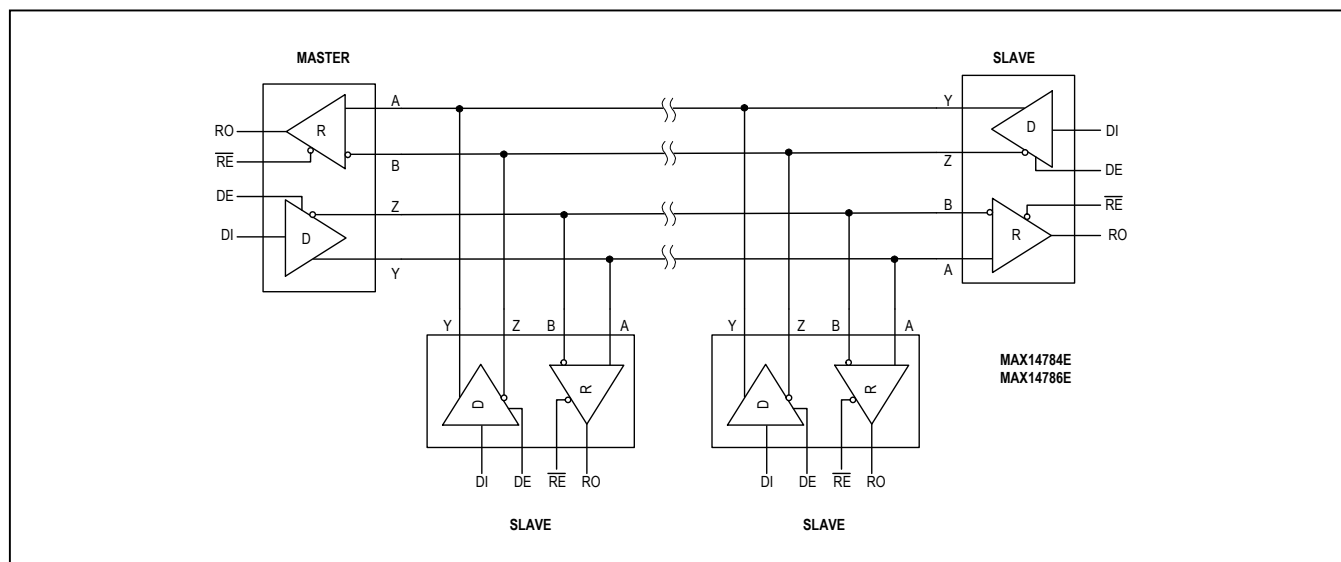 MASTER
SLAVE
A
Y
RO
R
D
DI
RE
B
Z
DE
DE
Z
B
RE
DI
D
R
RO
Y
A
Y
Z
B
A
Y
Z
B
A
MAX14784E
MAX14786E
D
R
D
R
DI
DE
RE
RO
DI
DE
RE
RO
SLAVE
SLAVE